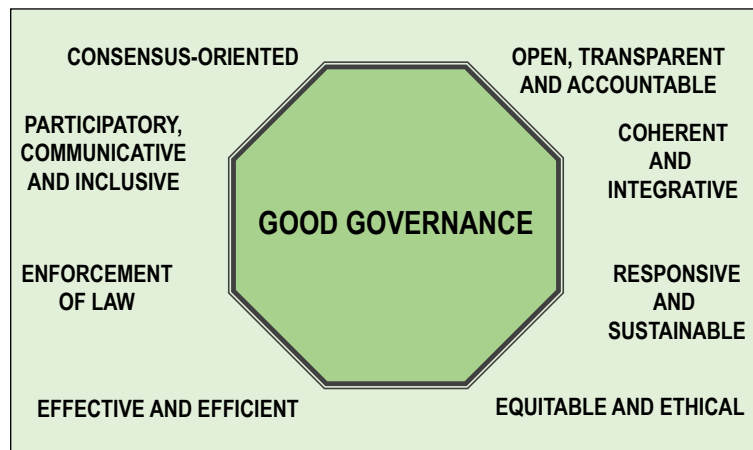 CONSENSUS-ORIENTED
OPEN, TRANSPARENT
AND ACCOUNTABLE
PARTICIPATORY,
COMMUNICATIVE
AND INCLUSIVE
COHERENT
AND
INTEGRATIVE
GOOD GOVERNANCE
ENFORCEMENT
OF LAW
RESPONSIVE
AND
SUSTAINABLE
EFFECTIVE AND EFFICIENT
EQUITABLE AND ETHICAL